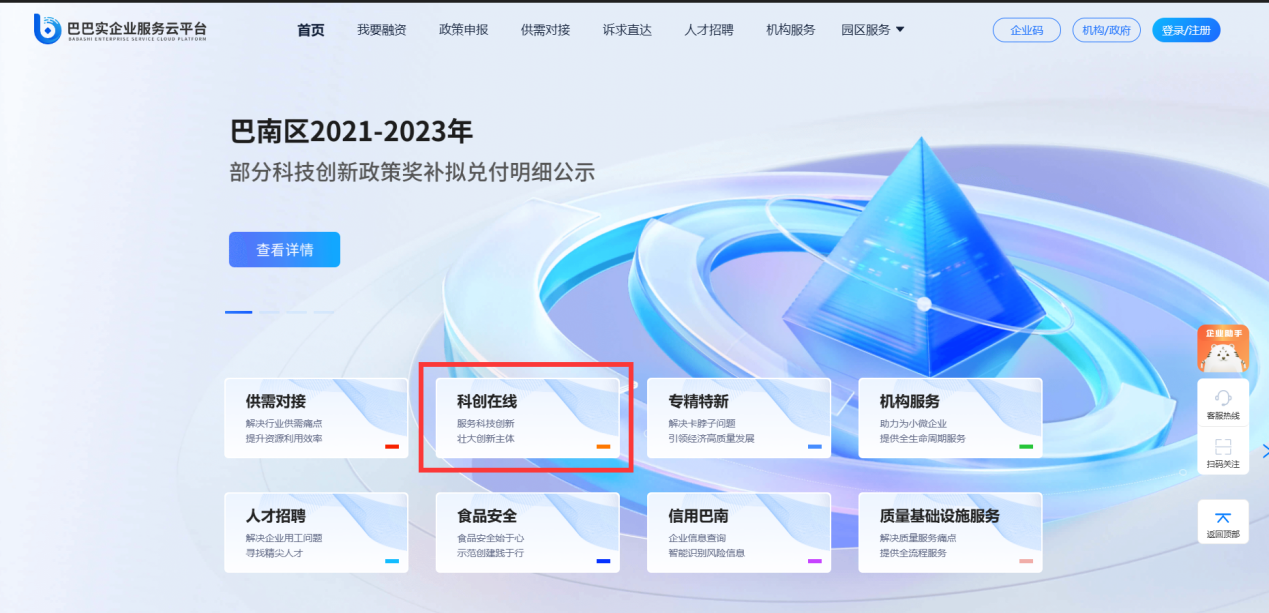 巴巴实企业服务云平台
BABASHI ENTERPRISE SERVICE CLOUD PLATFORM
首页 我要融资 政策申报 供需对接 诉求直达 人才招聘 机构服务 园区服务
企业码 机构/政府 登录/注册
巴南区2021-2023年
部分科技创新政策奖补拟兑付明细公示
查看详情
企业助手
客服热线
扫码关注
返回顶部
供需对接
解决行业供需痛点
提升资源利用效率
科创在线
服务科技创新
壮大创新主体
专精特新
解决卡脖子问题
引领经济高质量发展
机构服务
助力为小微企业
提供全生命周期服务
人才招聘
解决企业用工问题
寻找精尖人才
食品安全
食品安全始于心
示范创建践于行
信用巴南
企业信息查询
智能识别风险信息
质量基础设施服务
解决质量服务痛点
提供全流程服务